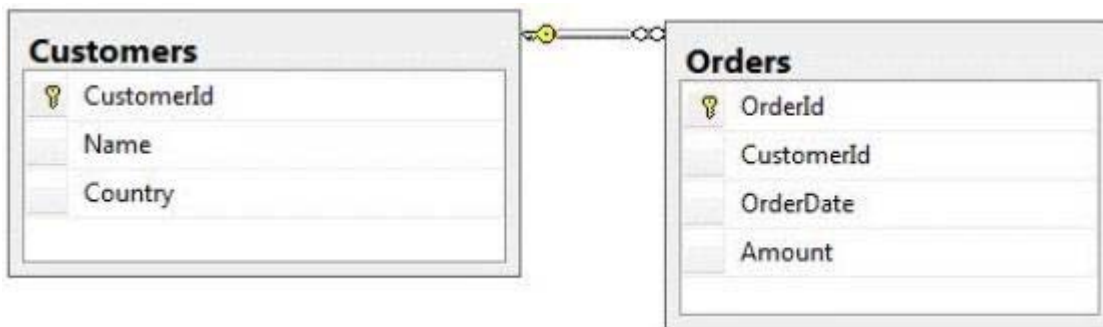 Customers
CustomerId
Name
Country
Orders
OrderId
CustomerId
OrderDate
Amount